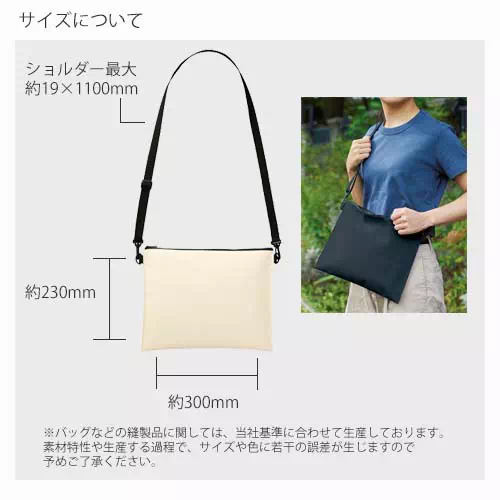 サイズについて
ショルダー最大
約19×1100mm
約230mm
約300mm
※バッグなどの縫製品に関しては、当社基準に合わせて生産しております。
素材特性や生産する過程で、サイズや色に若干の誤差が生じますので
予めご了承ください。